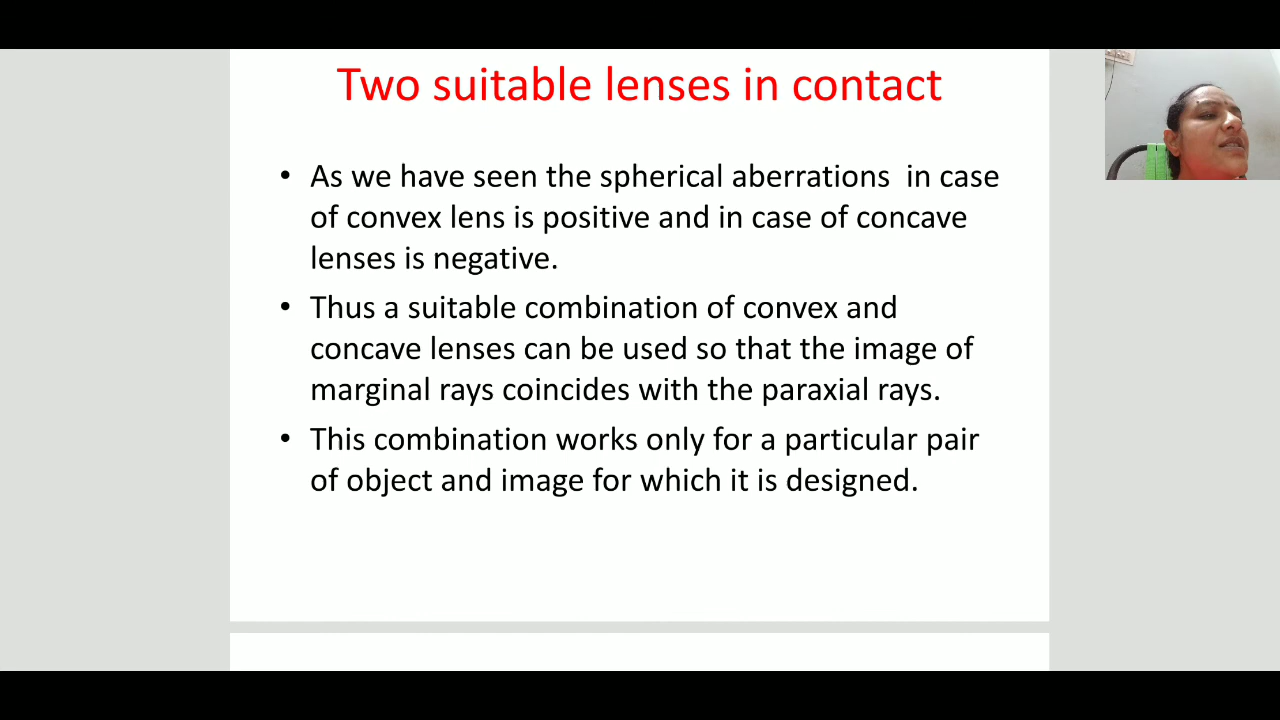 Two suitable lenses in contact
• As we have seen the spherical aberrations  in case
of convex lens is positive and in case of concave
lenses is negative.
• Thus a suitable combination of convex and
concave lenses can be used so that the image of
marginal rays coincides with the paraxial rays.
• This combination works only for a particular pair
of object and image for which it is designed.